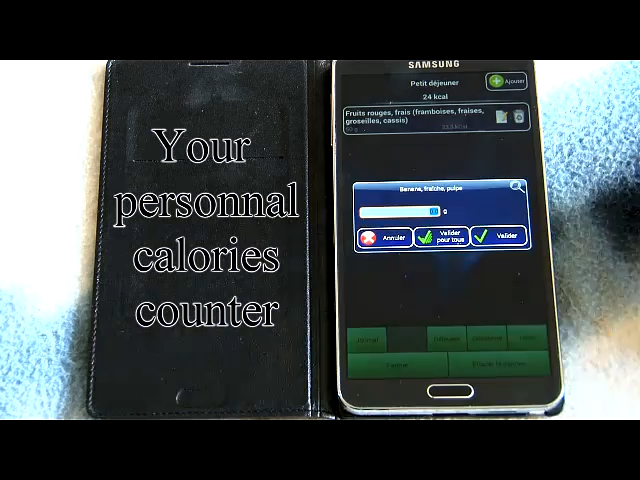 Your
personnal
calories
counter
SAMSUNG
Petit déjeuner
Ajouter
24 kcal
Fruits rouges, frais (framboises, fraises,
groseilles, cassis)
Banane, fraîche, pulpe
g
Annuler
Valider
pour tous
Valider
Journal